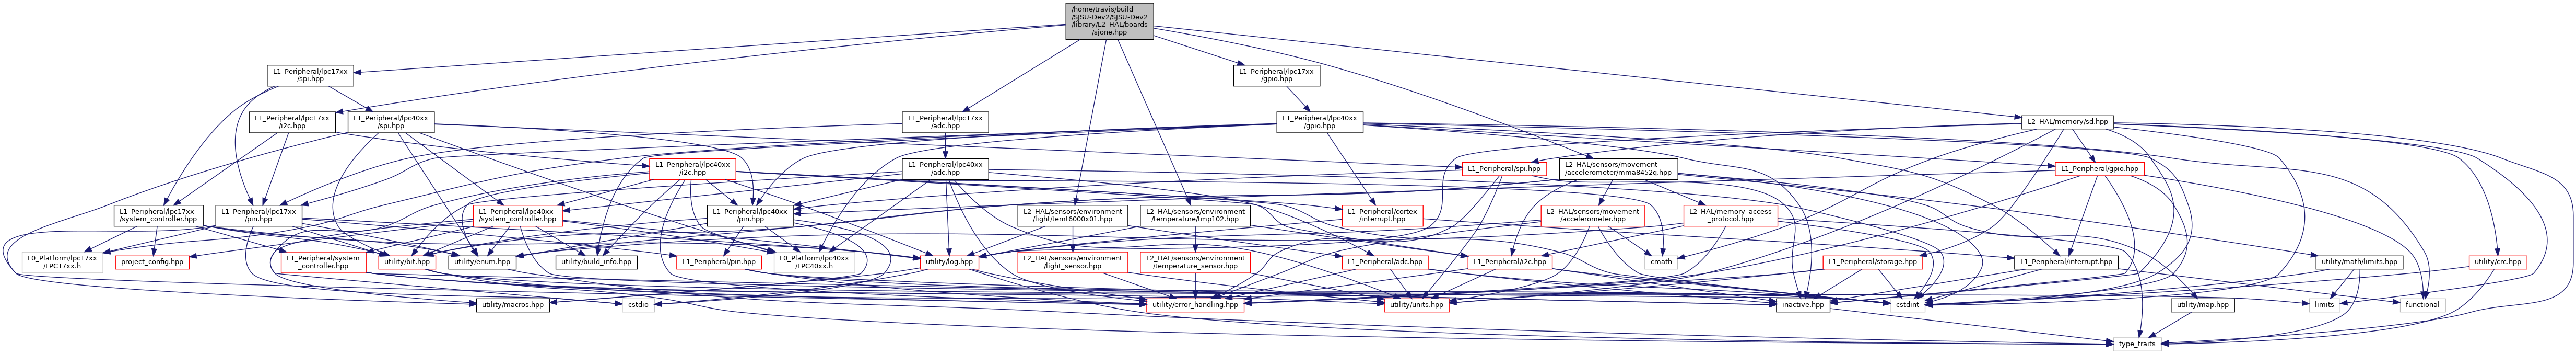 /home/travis/build
/SJSU-Dev2/SJSU-Dev2
/library/L2_HAL/boards
/sjone.hpp
L1_Peripheral/lpc17xx
/spi.hpp
L1_Peripheral/lpc17xx
/gpio.hpp
L1_Peripheral/lpc17xx
/i2c.hpp
L1_Peripheral/lpc40xx
/spi.hpp
L1_Peripheral/lpc17xx
/adc.hpp
L1_Peripheral/lpc40xx
/gpio.hpp
L2_HAL/memory/sd.hpp
L1_Peripheral/lpc40xx
/i2c.hpp
L1_Peripheral/lpc40xx
/adc.hpp
L1_Peripheral/spi.hpp
L2_HAL/sensors/movement
/accelerometer/mma8452q.hpp
L1_Peripheral/gpio.hpp
L1_Peripheral/lpc17xx
/system_controller.hpp
L1_Peripheral/lpc17xx
/pin.hpp
L1_Peripheral/lpc40xx
/system_controller.hpp
L1_Peripheral/lpc40xx
/pin.hpp
L2_HAL/sensors/environment
/light/temt6000x01.hpp
L2_HAL/sensors/environment
/temperature/tmp102.hpp
L1_Peripheral/cortex
/interrupt.hpp
L2_HAL/sensors/movement
/accelerometer.hpp
L2_HAL/memory_access
_protocol.hpp
L0_Platform/lpc17xx
/LPC17xx.h
project_config.hpp
L1_Peripheral/system
_controller.hpp
utility/bit.hpp
utility/enum.hpp
utility/build_info.hpp
L1_Peripheral/pin.hpp
L0_Platform/lpc40xx
/LPC40xx.h
utility/log.hpp
L2_HAL/sensors/environment
/light_sensor.hpp
L2_HAL/sensors/environment
/temperature_sensor.hpp
L1_Peripheral/adc.hpp
L1_Peripheral/i2c.hpp
cmath
L1_Peripheral/storage.hpp
L1_Peripheral/interrupt.hpp
utility/math/limits.hpp
utility/crc.hpp
utility/macros.hpp
cstdio
utility/error_handling.hpp
utility/units.hpp
inactive.hpp
cstdint
utility/map.hpp
limits
functional
type_traits